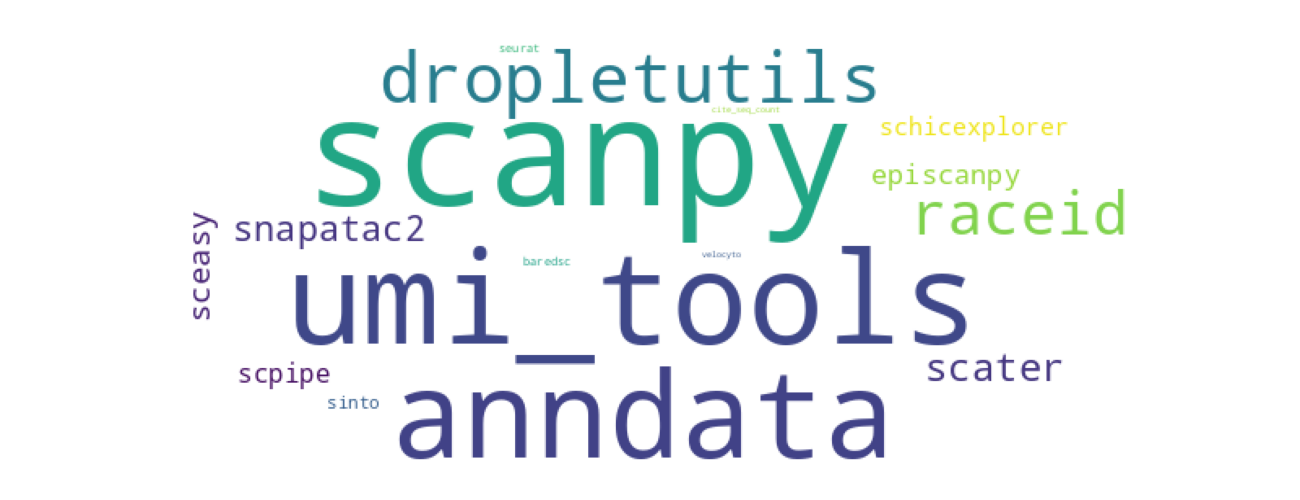 seurat
dropletutils
cite_seq_count
scanpy
schicexplorer
episcanpy
raceid
sceasy
snapatac2
umi_tools
baredsc
velocyto
scpipe
scater
sinto
anndata